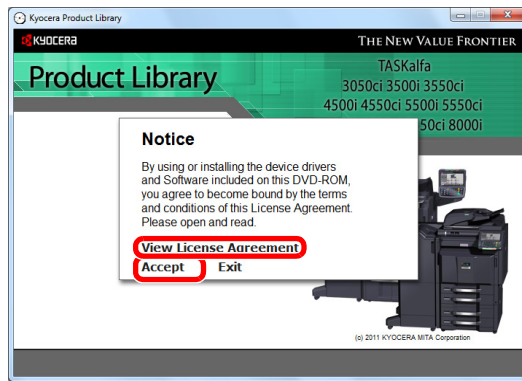 Kyocera Product Library
KYOCERA
THE NEW VALUE FRONTIER
Product Library
TASKalfa
3050ci 3500i 3550ci
4500i 4550ci 5500i 5550ci
50ci 8000i
Notice
By using or installing the device drivers
and Software included on this DVD-ROM,
you agree to become bound by the terms
and conditions of this License Agreement.
Please open and read.
View License Agreement
Accept Exit
(c) 2011 KYOCERA MITA Corporation